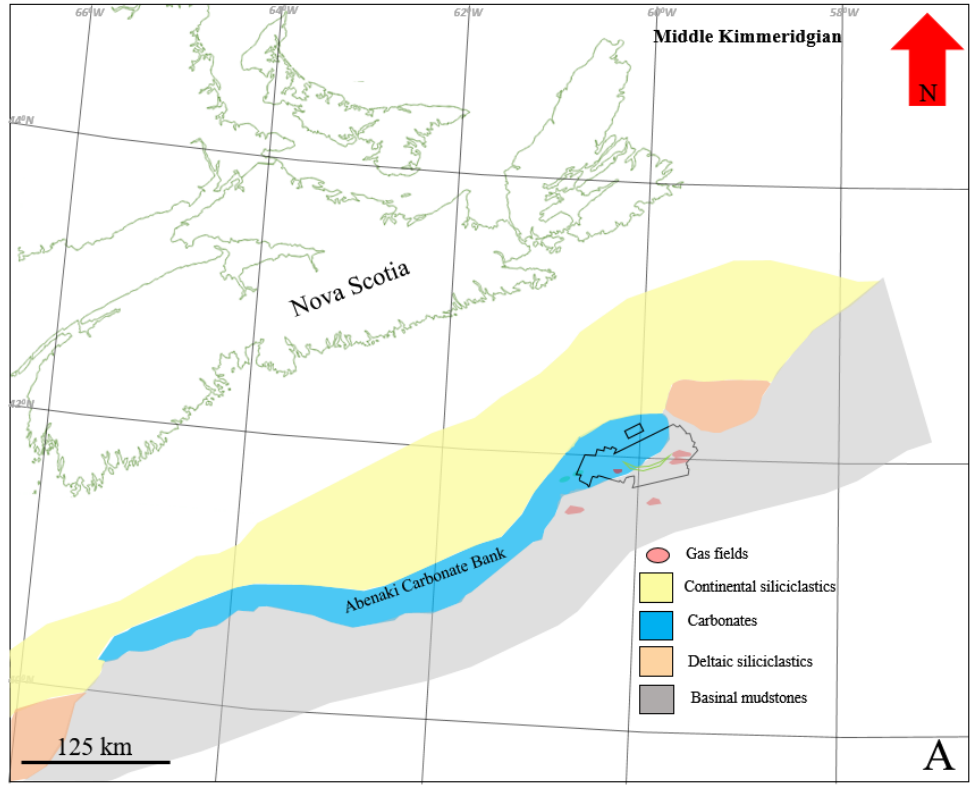 66°W
64°W
62°W
60°W
58°W
Middle Kimmeridgian
N
44°N
Nova Scotia
42°N
Abenaki Carbonate Bank
Gas fields
Continental siliciclastics
Carbonates
Deltaic siliciclastics
Basinal mudstones
125 km
A